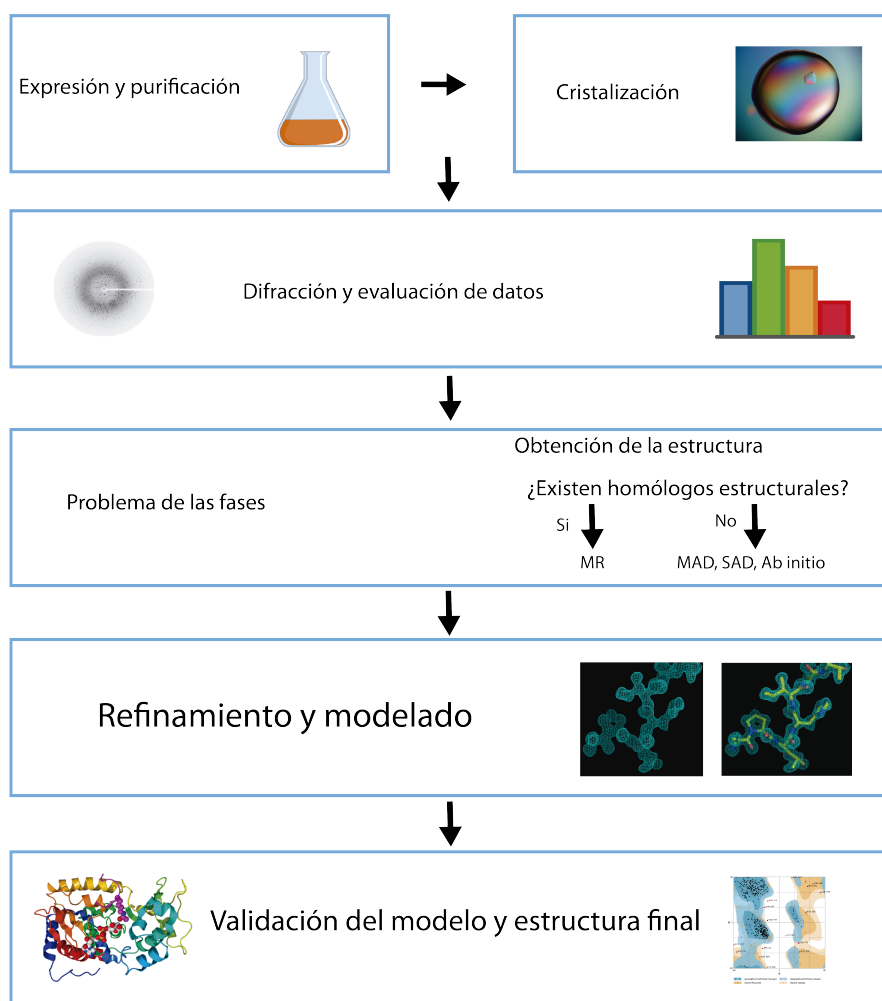 Expresión y purificación
Cristalización
Difracción y evaluación de datos
Obtención de la estructura
¿Existen homólogos estructurales?
Problema de las fases
Si
No
MR
MAD, SAD, Ab initio
Refinamiento y modelado
Validación del modelo y estructura final